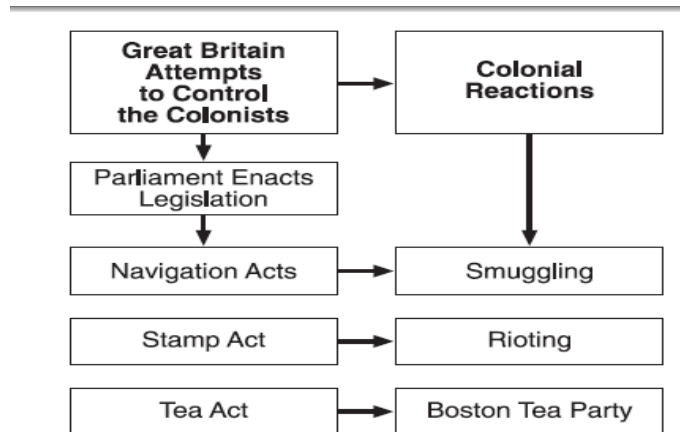 Great Britain
Attempts
to Control
the Colonists
Colonial
Reactions
Parliament Enacts
Legislation
Navigation Acts
Smuggling
Stamp Act
Rioting
Tea Act
Boston Tea Party